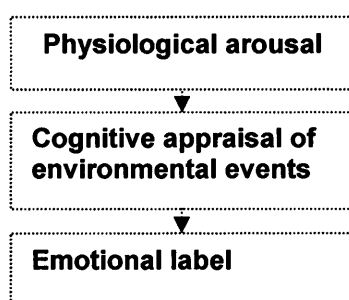 Physiological arousal
Cognitive appraisal of
environmental events
Emotional label